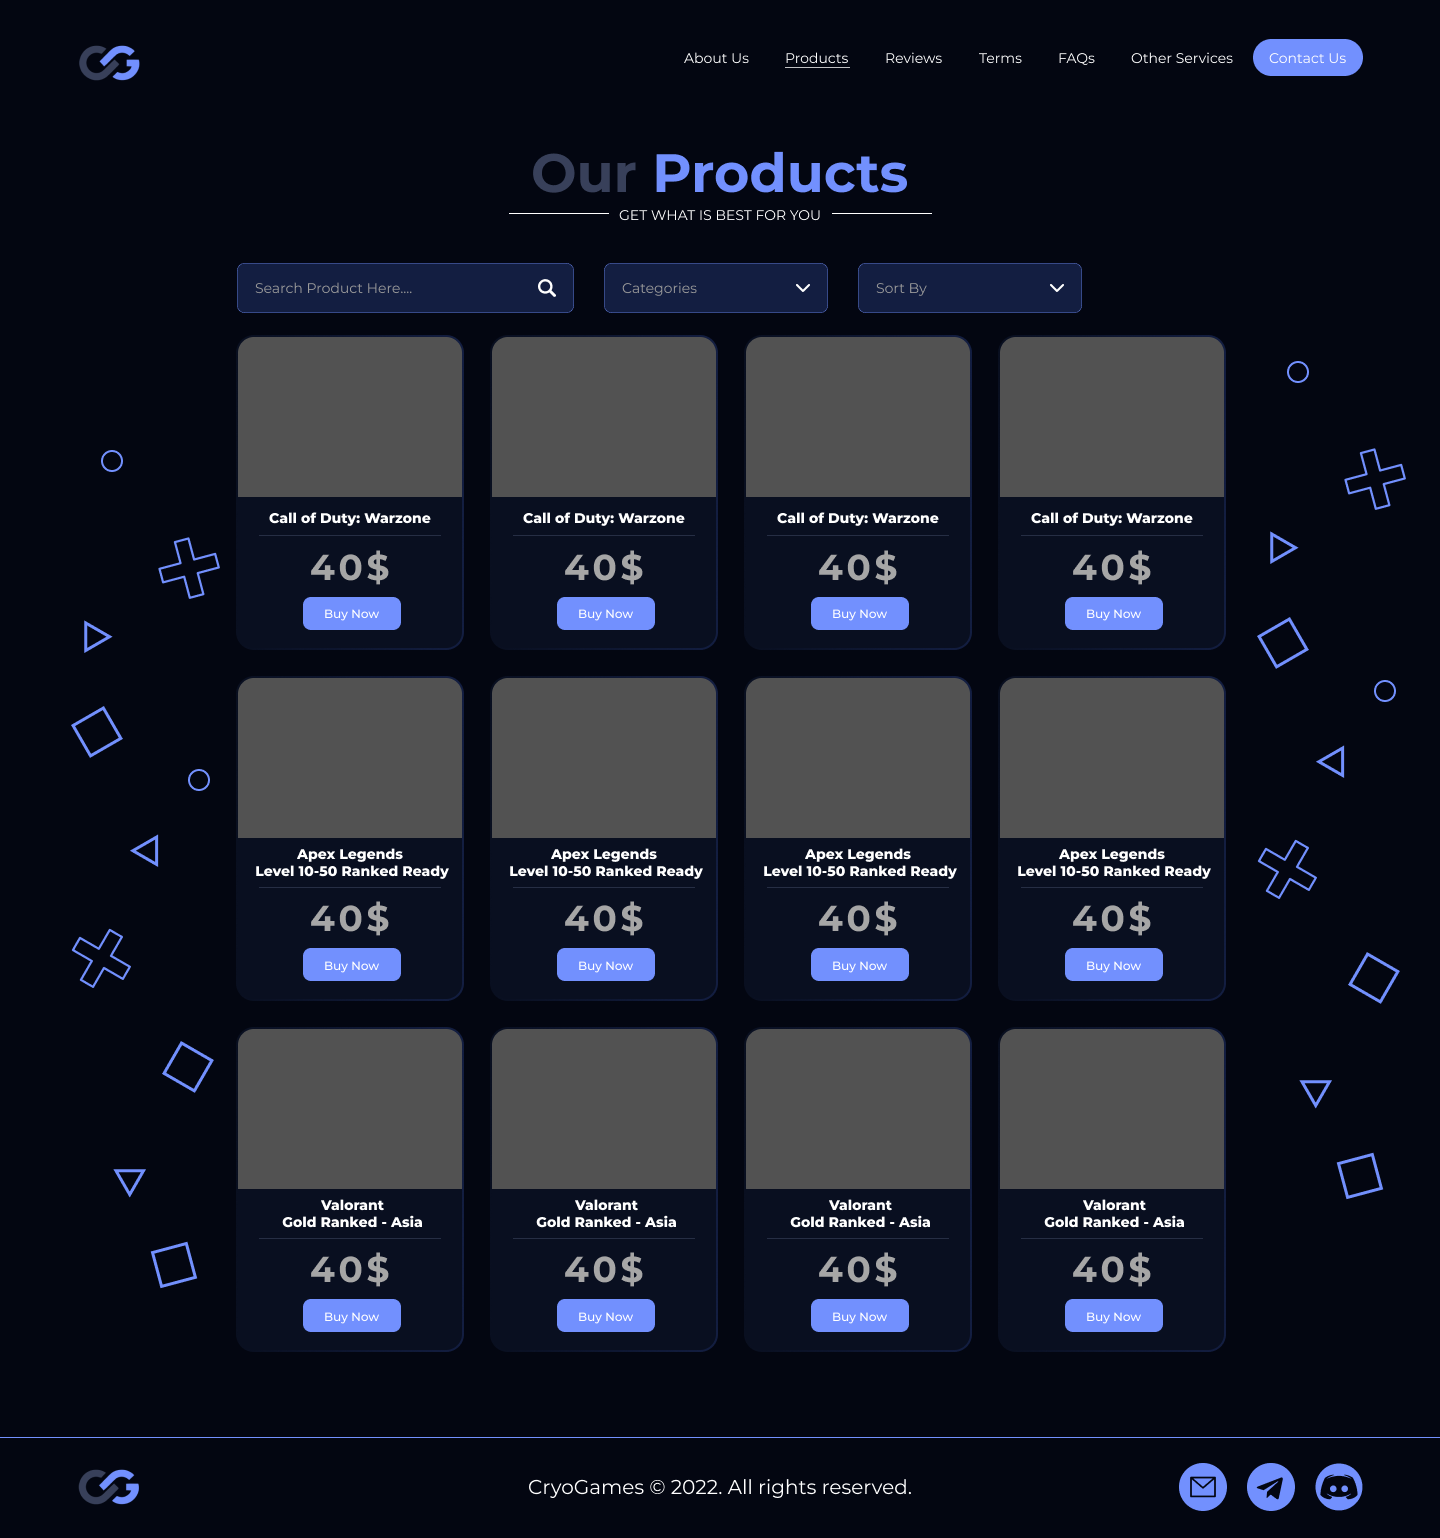 About Us Products Reviews Terms FAQs Other Services Contact Us
Our Products
GET WHAT IS BEST FOR YOU
Search Product Here.... Categories Sort By
Call of Duty: Warzone Call of Duty: Warzone Call of Duty: Warzone Call of Duty: Warzone
40$ 40$ 40$ 40$
Buy Now Buy Now Buy Now Buy Now
Apex Legends Apex Legends Apex Legends Apex Legends
Level 10-50 Ranked Ready Level 10-50 Ranked Ready Level 10-50 Ranked Ready Level 10-50 Ranked Ready
40$ 40$ 40$ 40$
Buy Now Buy Now Buy Now Buy Now
Valorant Valorant Valorant Valorant
Gold Ranked - Asia Gold Ranked - Asia Gold Ranked - Asia Gold Ranked - Asia
40$ 40$ 40$ 40$
Buy Now Buy Now Buy Now Buy Now
CryoGames © 2022. All rights reserved.